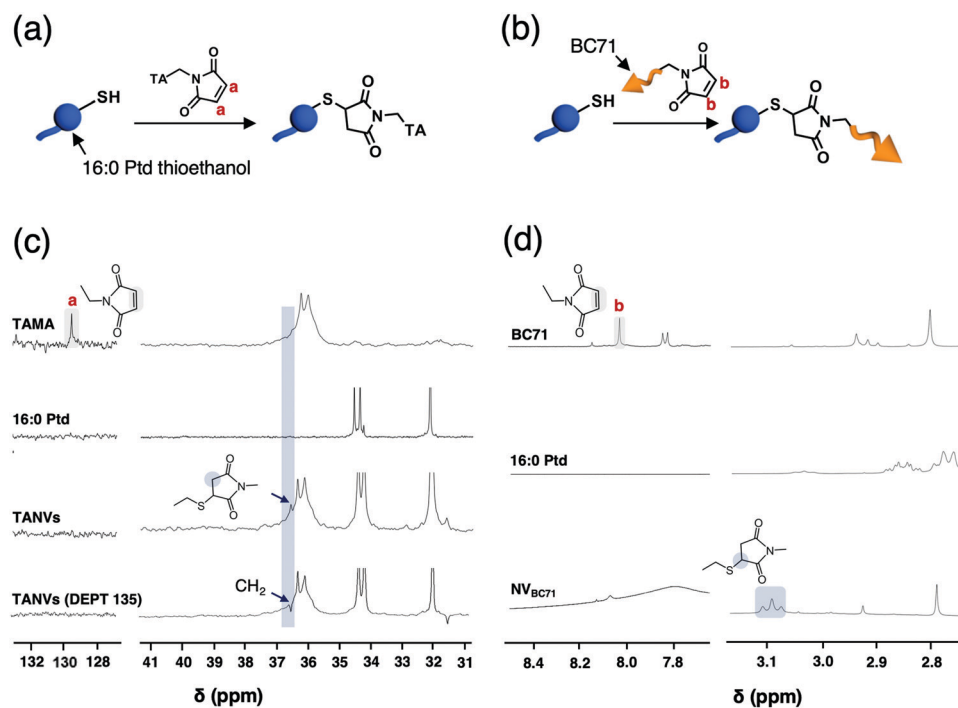 (a)
TA
N
O
O
a
a
SH
16:0 Ptd thioethanol
S
O
N
O
TA
(b)
BC71
O
N
O
b
b
SH
S
O
N
O
(c)
O
N
O
a
TAMA
16:0 Ptd
O
N
S
O
TANVs
CH2
TANVs (DEPT 135)
132 130 128 41 40 39 38 37 36 35 34 33 32 31
δ (ppm)
(d)
O
N
O
b
BC71
16:0 Ptd
O
N
S
O
NVBC71
8.4 8.2 8.0 7.8 3.1 3.0 2.9 2.8
δ (ppm)